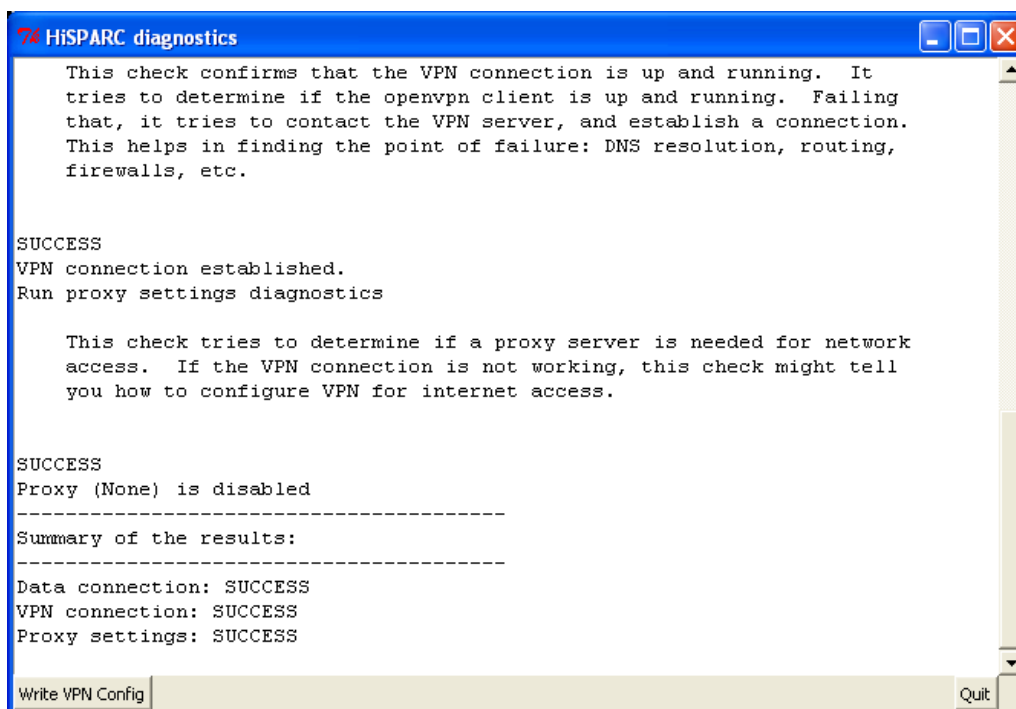 Tk HiSPARC diagnostics
This check confirms that the VPN connection is up and running.  It
tries to determine if the openvpn client is up and running.  Failing
that, it tries to contact the VPN server, and establish a connection.
This helps in finding the point of failure: DNS resolution, routing,
firewalls, etc.
SUCCESS
VPN connection established.
Run proxy settings diagnostics
This check tries to determine if a proxy server is needed for network
access.  If the VPN connection is not working, this check might tell
you how to configure VPN for internet access.
SUCCESS
Proxy (None) is disabled
----------------------------------------
Summary of the results:
----------------------------------------
Data connection: SUCCESS
VPN connection: SUCCESS
Proxy settings: SUCCESS
Write VPN Config
Quit